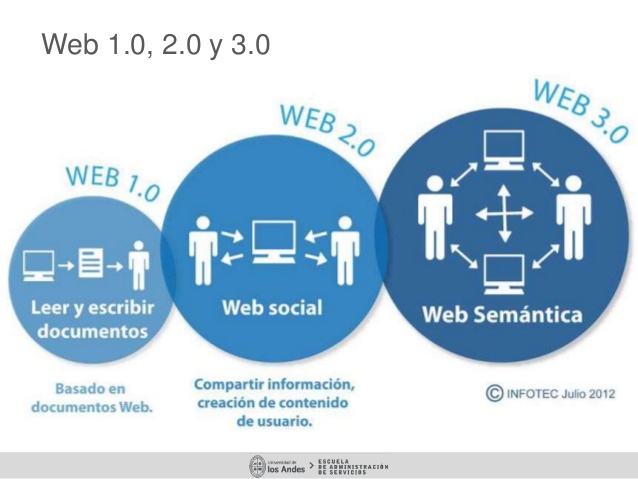 Web 1.0, 2.0 y 3.0
WEB 1.0
Leer y escribir
documentos
Basado en
documentos Web.
WEB 2.0
Web social
Compartir información,
creación de contenido
de usuario.
WEB 3.0
Web Semántica
© INFOTEC Julio 2012
Universidad de
los Andes
>
ESCUELA
DE ADMINISTRACIÓN
DE SERVICIOS